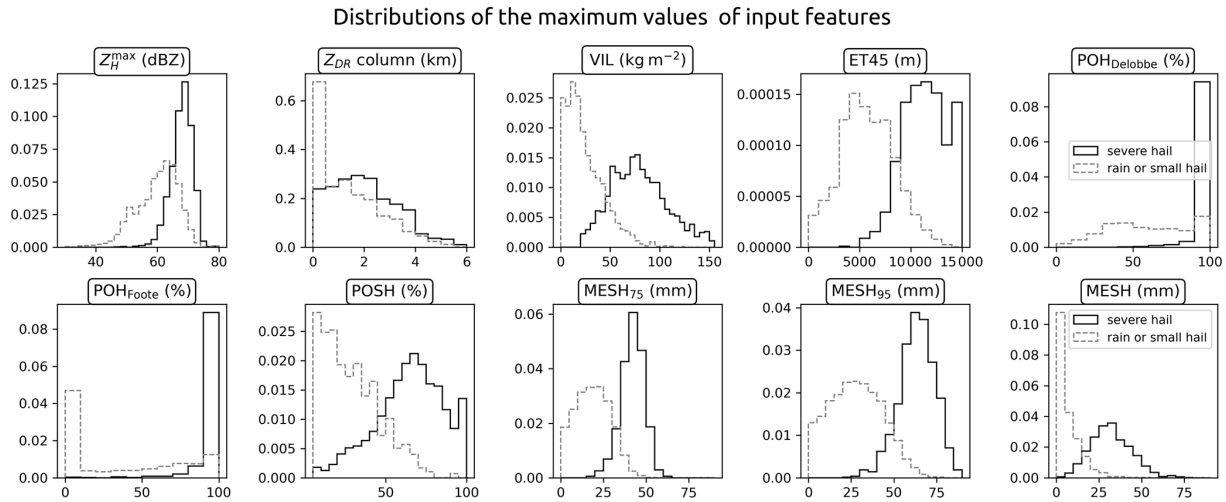 Distributions of the maximum values  of input features
Z_H^max (dBZ)
0.125
0.100
0.075
0.050
0.025
0.000
40 60 80
Z_DR column (km)
0.6
0.4
0.2
0.0
0 2 4 6
VIL (kg m⁻²)
0.025
0.020
0.015
0.010
0.005
0.000
0 50 100 150
ET45 (m)
0.00015
0.00010
0.00005
0.00000
0 5000 10000 15000
POH_Delobbe (%)
0.08
0.06
0.04
0.02
0.00
severe hail
rain or small hail
0 50 100
POH_Foote (%)
0.08
0.06
0.04
0.02
0.00
0 50 100
POSH (%)
0.025
0.020
0.015
0.010
0.005
0.000
50 100
MESH₇₅ (mm)
0.06
0.04
0.02
0.00
0 25 50 75
MESH₉₅ (mm)
0.04
0.03
0.02
0.01
0.00
0 25 50 75
MESH (mm)
0.10
0.08
0.06
0.04
0.02
0.00
severe hail
rain or small hail
0 25 50 75